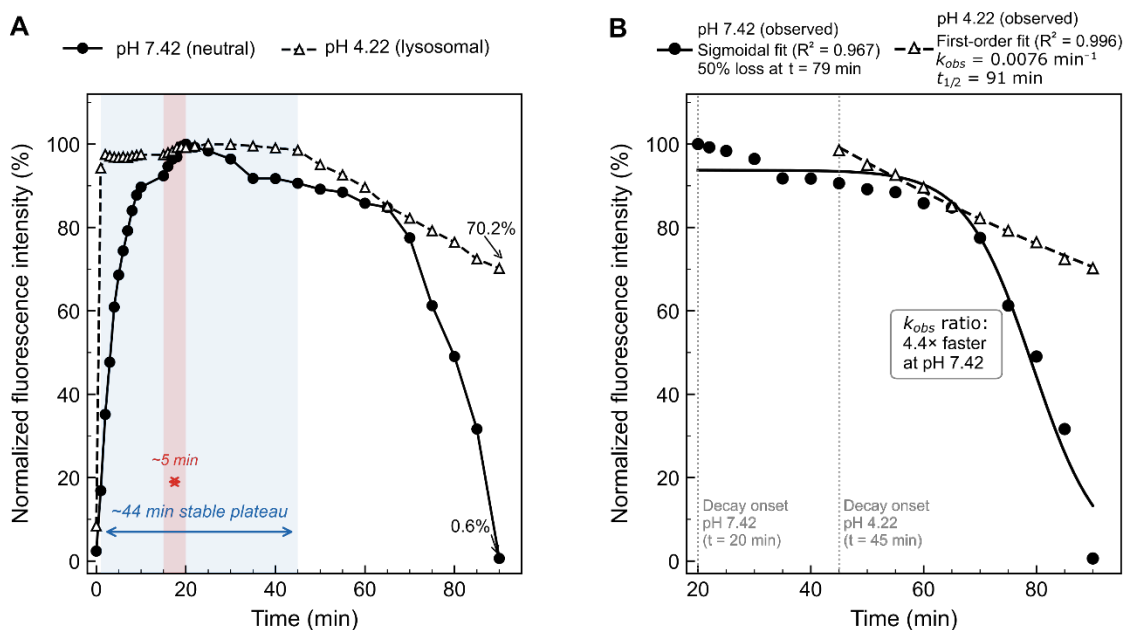 A
pH 7.42 (neutral)
pH 4.22 (lysosomal)
Normalized fluorescence intensity (%)
100
80
60
40
20
0
0
20
40
60
80
Time (min)
70.2%
0.6%
~5 min
~44 min stable plateau
B
pH 7.42 (observed)
Sigmoidal fit (R² = 0.967)
50% loss at t = 79 min
pH 4.22 (observed)
First-order fit (R² = 0.996)
k_obs = 0.0076 min⁻¹
t_1/2 = 91 min
Normalized fluorescence intensity (%)
100
80
60
40
20
0
20
40
60
80
Time (min)
k_obs ratio:
4.4× faster
at pH 7.42
Decay onset
pH 7.42
(t = 20 min)
Decay onset
pH 4.22
(t = 45 min)